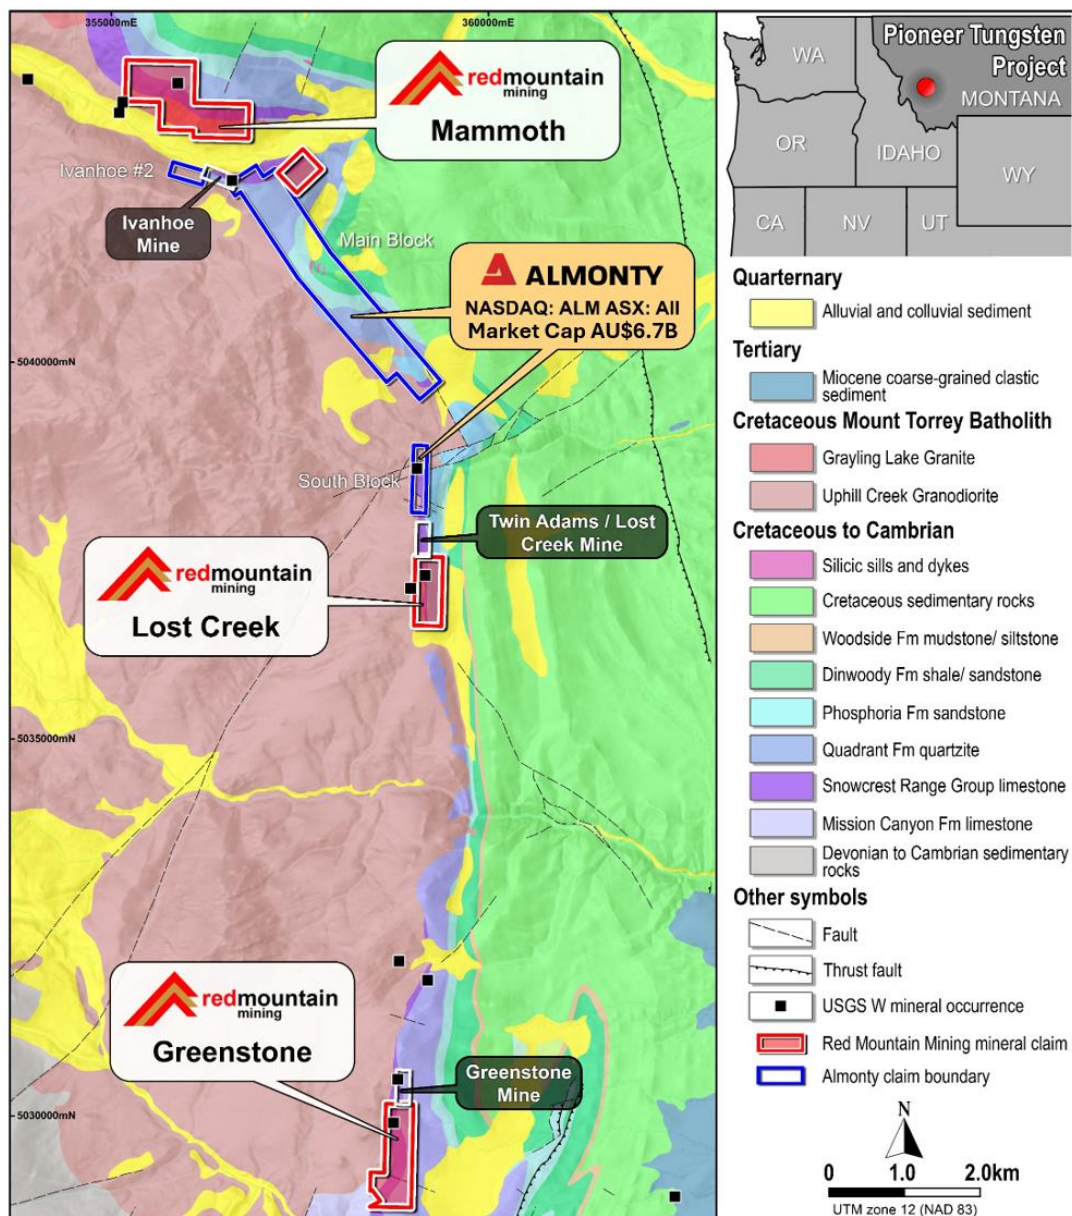 355000mE
360000mE
redmountain
mining
Mammoth
Ivanhoe #2
Ivanhoe
Mine
Main Block
ALMONTY
NASDAQ: ALM ASX: AII
Market Cap AU$6.7B
5040000mN
South Block
Twin Adams / Lost
Creek Mine
redmountain
mining
Lost Creek
5035000mN
redmountain
mining
Greenstone
Greenstone
Mine
5030000mN
Pioneer Tungsten
Project
WA
MONTANA
OR
IDAHO
WY
CA
NV
UT
Quarternary
Alluvial and colluvial sediment
Tertiary
Miocene coarse-grained clastic
sediment
Cretaceous Mount Torrey Batholith
Grayling Lake Granite
Uphill Creek Granodiorite
Cretaceous to Cambrian
Silicic sills and dykes
Cretaceous sedimentary rocks
Woodside Fm mudstone/ siltstone
Dinwoody Fm shale/ sandstone
Phosphoria Fm sandstone
Quadrant Fm quartzite
Snowcrest Range Group limestone
Mission Canyon Fm limestone
Devonian to Cambrian sedimentary
rocks
Other symbols
Fault
Thrust fault
USGS W mineral occurrence
Red Mountain Mining mineral claim
Almonty claim boundary
N
0 1.0 2.0km
UTM zone 12 (NAD 83)